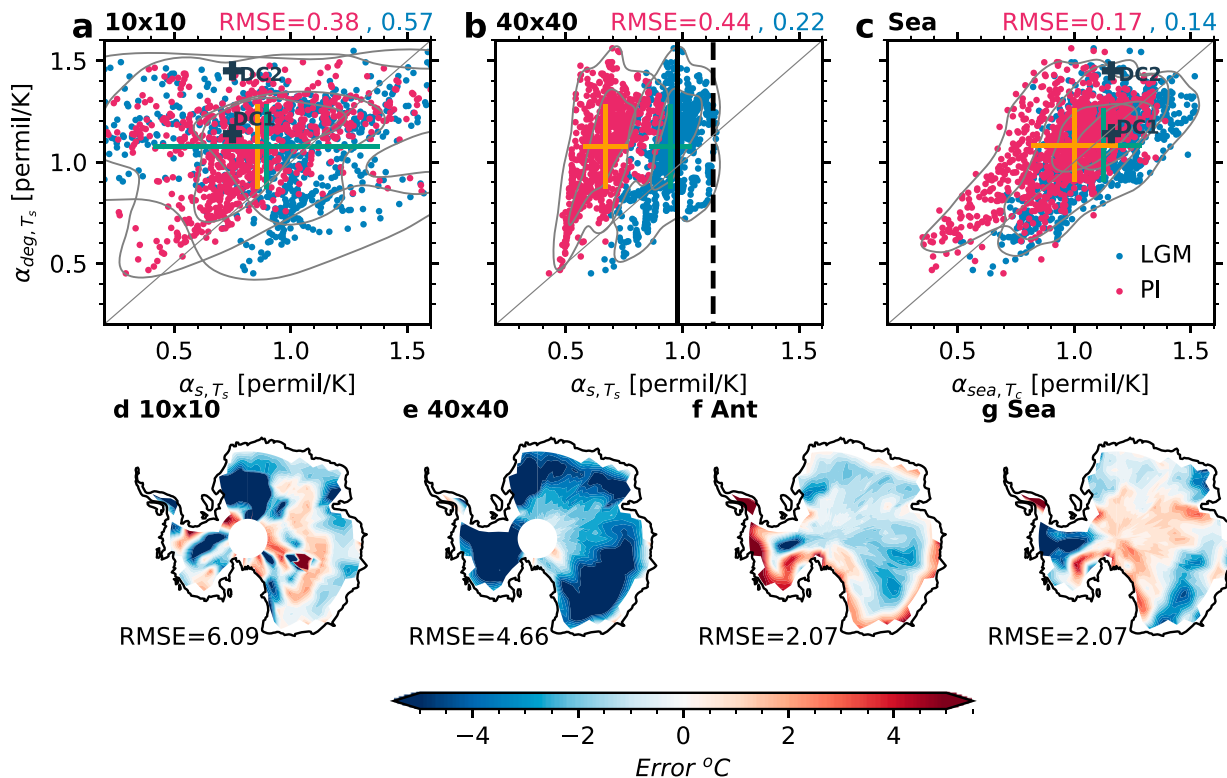 a 10x10 RMSE=0.38 , 0.57
b 40x40 RMSE=0.44 , 0.22
c Sea RMSE=0.17 , 0.14
1.5
1.0
0.5
α_{deg, T_s} [permil/K]
DC2
DC1
DC2
DC1
LGM
PI
0.5 1.0 1.5
0.5 1.0 1.5
0.5 1.0 1.5
α_{s, T_s} [permil/K]
α_{s, T_s} [permil/K]
α_{sea, T_c} [permil/K]
d 10x10
e 40x40
f Ant
g Sea
RMSE=6.09
RMSE=4.66
RMSE=2.07
RMSE=2.07
−4 −2 0 2 4
Error °C